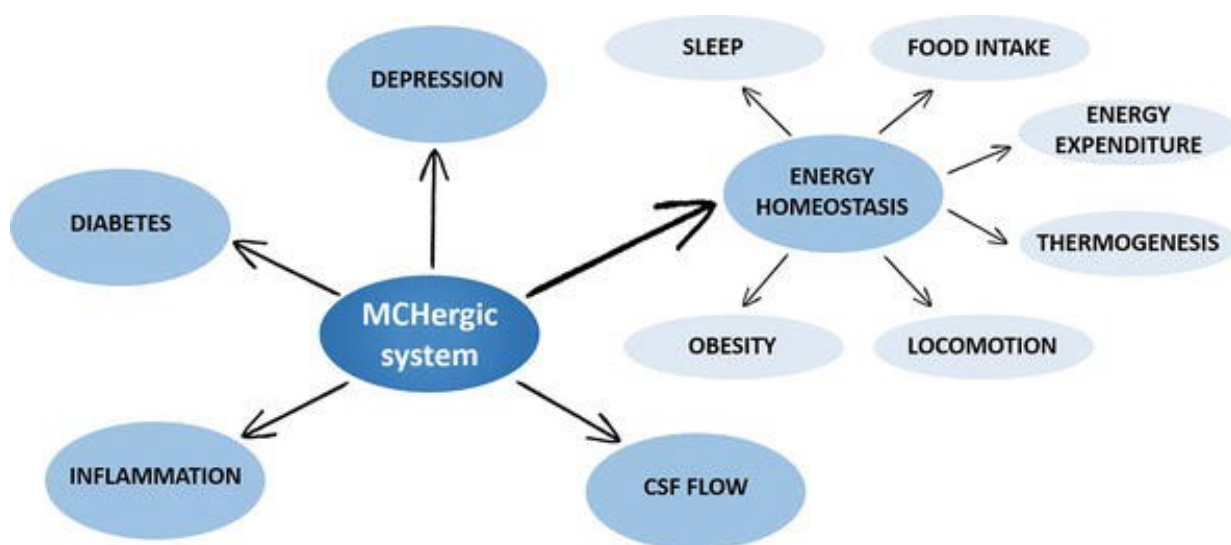 SLEEP
FOOD INTAKE
DEPRESSION
ENERGY
EXPENDITURE
ENERGY
HOMEOSTASIS
DIABETES
THERMOGENESIS
MCHergic
system
OBESITY
LOCOMOTION
INFLAMMATION
CSF FLOW